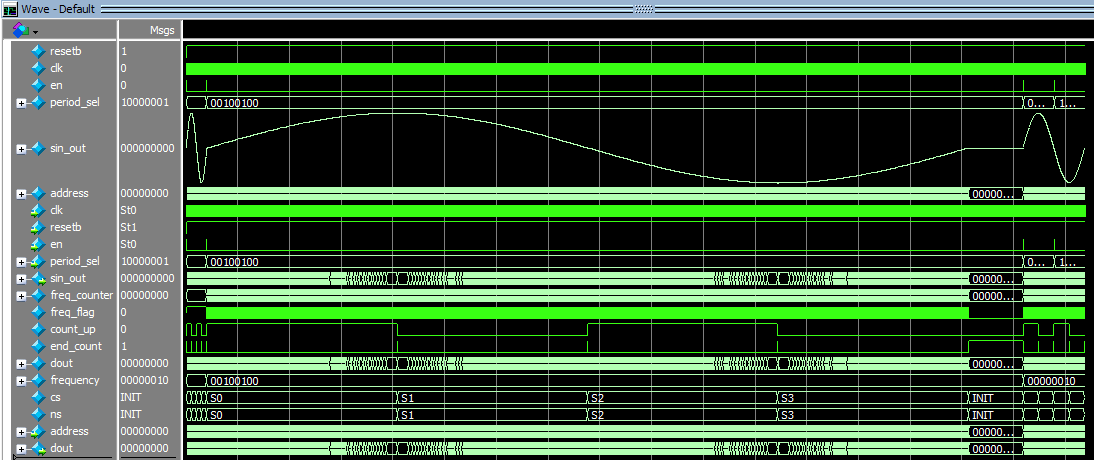 Wave - Default
Msgs
resetb 1
clk 0
en 0
period_sel 10000001 00100100 0... 1...
sin_out 000000000
address 00000000 00000...
clk St0
resetb St1
en St0
period_sel 10000001 00100100 0... 1...
sin_out 000000000 00000...
freq_counter 00000000 00000...
freq_flag 0
count_up 0
end_count 1
dout 00000000 00000...
frequency 00000010 00100100 00000010
cs INIT S0 S1 S2 S3 INIT
ns INIT S0 S1 S2 S3 INIT
address 00000000 00000...
dout 00000000 00000...